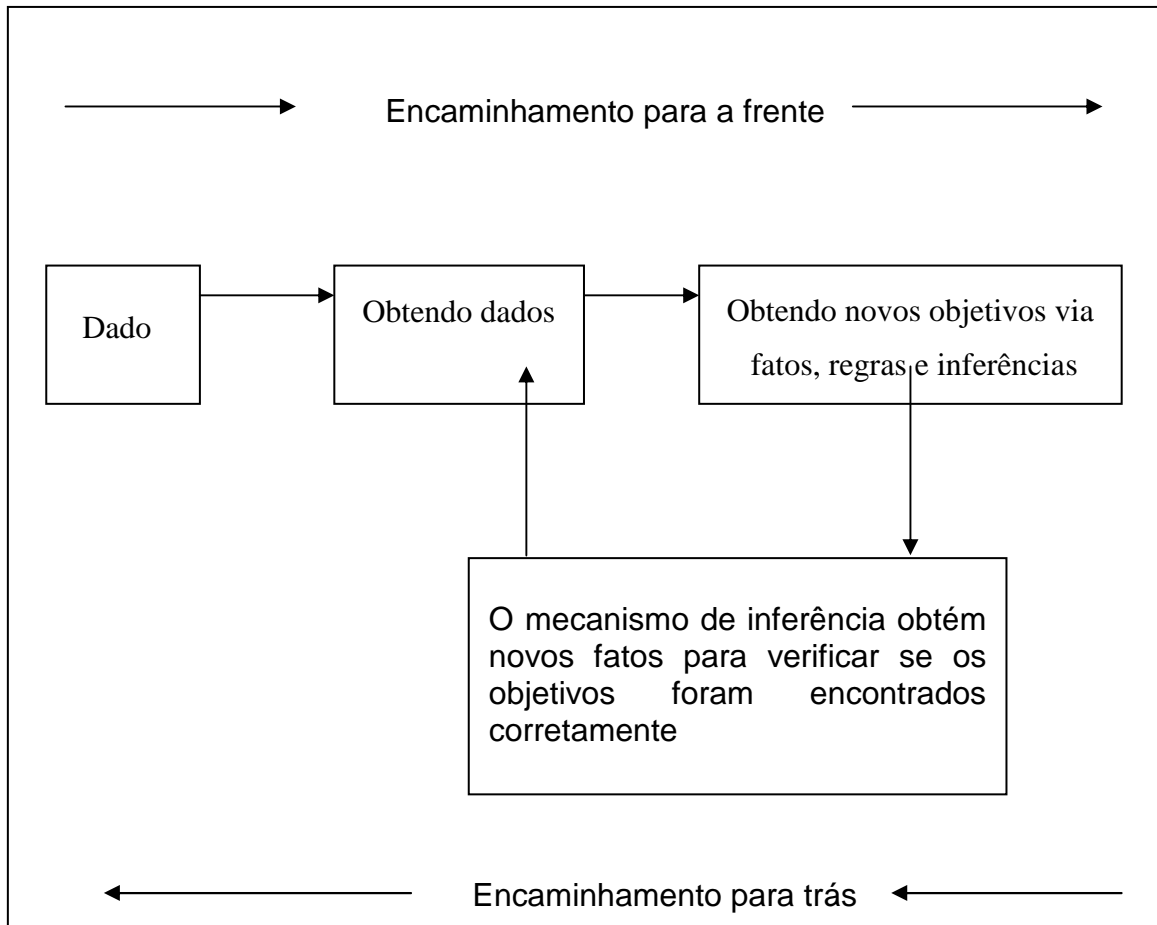 Encaminhamento para a frente
Dado
Obtendo dados
Obtendo novos objetivos via
fatos, regras e inferências
O mecanismo de inferência obtém
novos fatos para verificar se os
objetivos foram encontrados
corretamente
Encaminhamento para trás